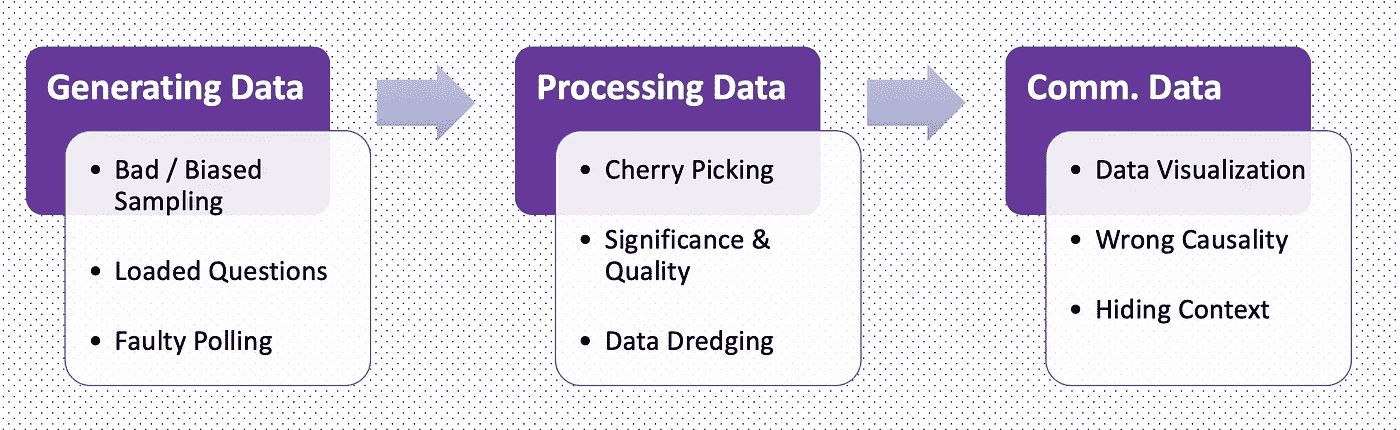 Generating Data
• Bad / Biased
Sampling
• Loaded Questions
• Faulty Polling
Processing Data
• Cherry Picking
• Significance &
Quality
• Data Dredging
Comm. Data
• Data Visualization
• Wrong Causality
• Hiding Context